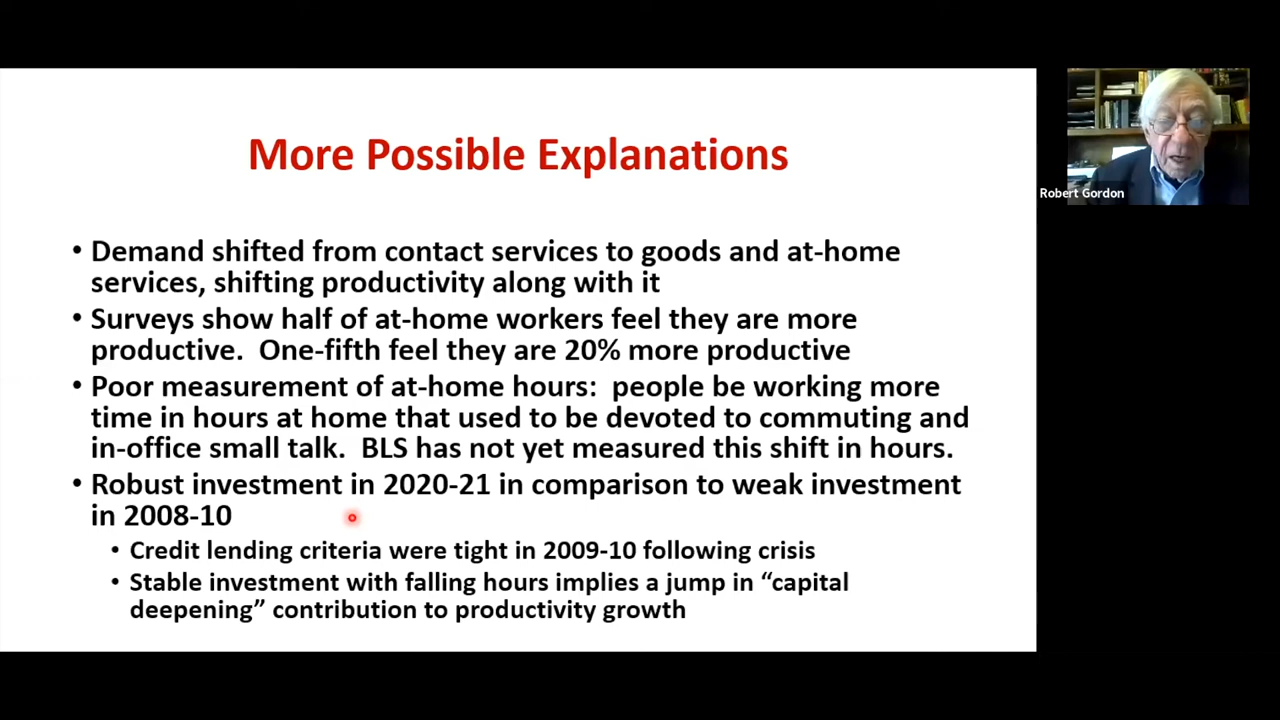 More Possible Explanations
• Demand shifted from contact services to goods and at-home
services, shifting productivity along with it
• Surveys show half of at-home workers feel they are more
productive.  One-fifth feel they are 20% more productive
• Poor measurement of at-home hours:  people be working more
time in hours at home that used to be devoted to commuting and
in-office small talk.  BLS has not yet measured this shift in hours.
• Robust investment in 2020-21 in comparison to weak investment
in 2008-10
• Credit lending criteria were tight in 2009-10 following crisis
• Stable investment with falling hours implies a jump in “capital
deepening” contribution to productivity growth
Robert Gordon